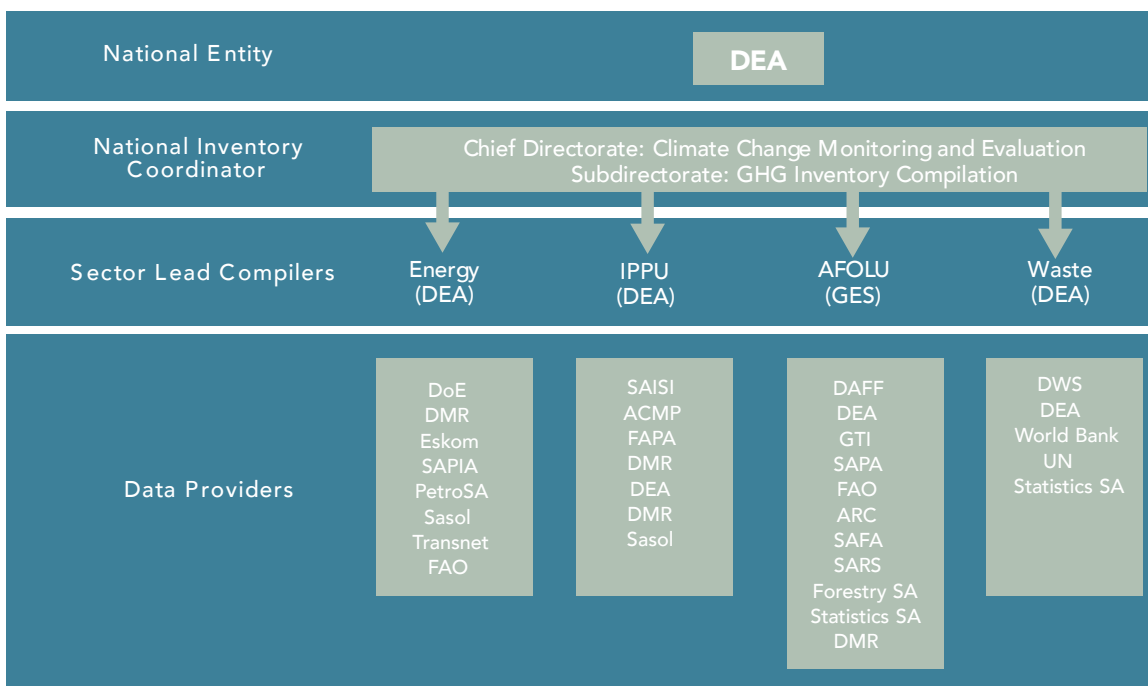 National Entity
DEA
National Inventory
Coordinator
Chief Directorate: Climate Change Monitoring and Evaluation
Subdirectorate: GHG Inventory Compilation
Sector Lead Compilers
Energy
(DEA)
IPPU
(DEA)
AFOLU
(GES)
Waste
(DEA)
Data Providers
DoE
DMR
Eskom
SAPIA
PetroSA
Sasol
Transnet
FAO
SAISI
ACMP
FAPA
DMR
DEA
DMR
Sasol
DAFF
DEA
GTI
SAPA
FAO
ARC
SAFA
SARS
Forestry SA
Statistics SA
DMR
DWS
DEA
World Bank
UN
Statistics SA